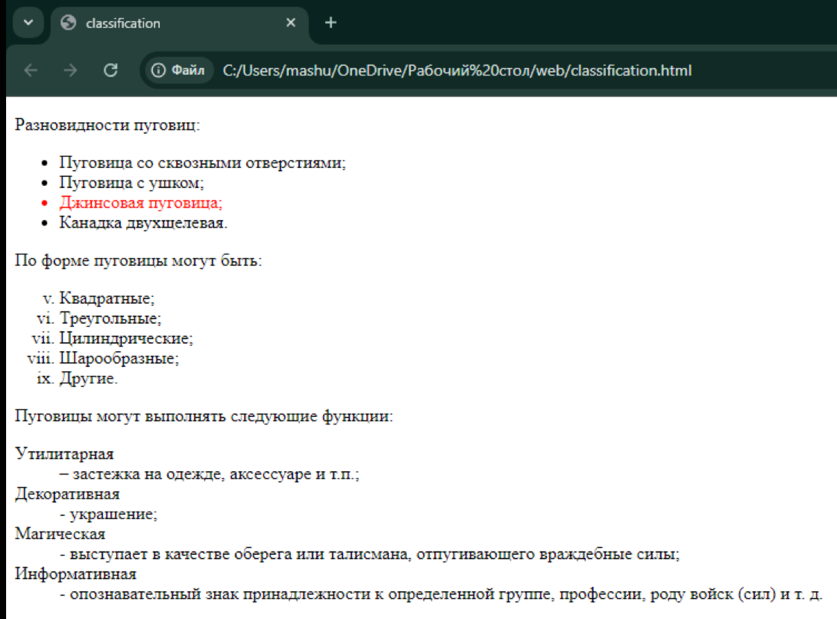 classification
Файл C:/Users/mashu/OneDrive/Рабочий%20стол/web/classification.html
Разновидности пуговиц:
• Пуговица со сквозными отверстиями;
• Пуговица с ушком;
• Джинсовая пуговица;
• Канадка двухщелевая.
По форме пуговицы могут быть:
v. Квадратные;
vi. Треугольные;
vii. Цилиндрические;
viii. Шарообразные;
ix. Другие.
Пуговицы могут выполнять следующие функции:
Утилитарная
– застежка на одежде, аксессуаре и т.п.;
Декоративная
- украшение;
Магическая
- выступает в качестве оберега или талисмана, отпугивающего враждебные силы;
Информативная
- опознавательный знак принадлежности к определенной группе, профессии, роду войск (сил) и т. д.